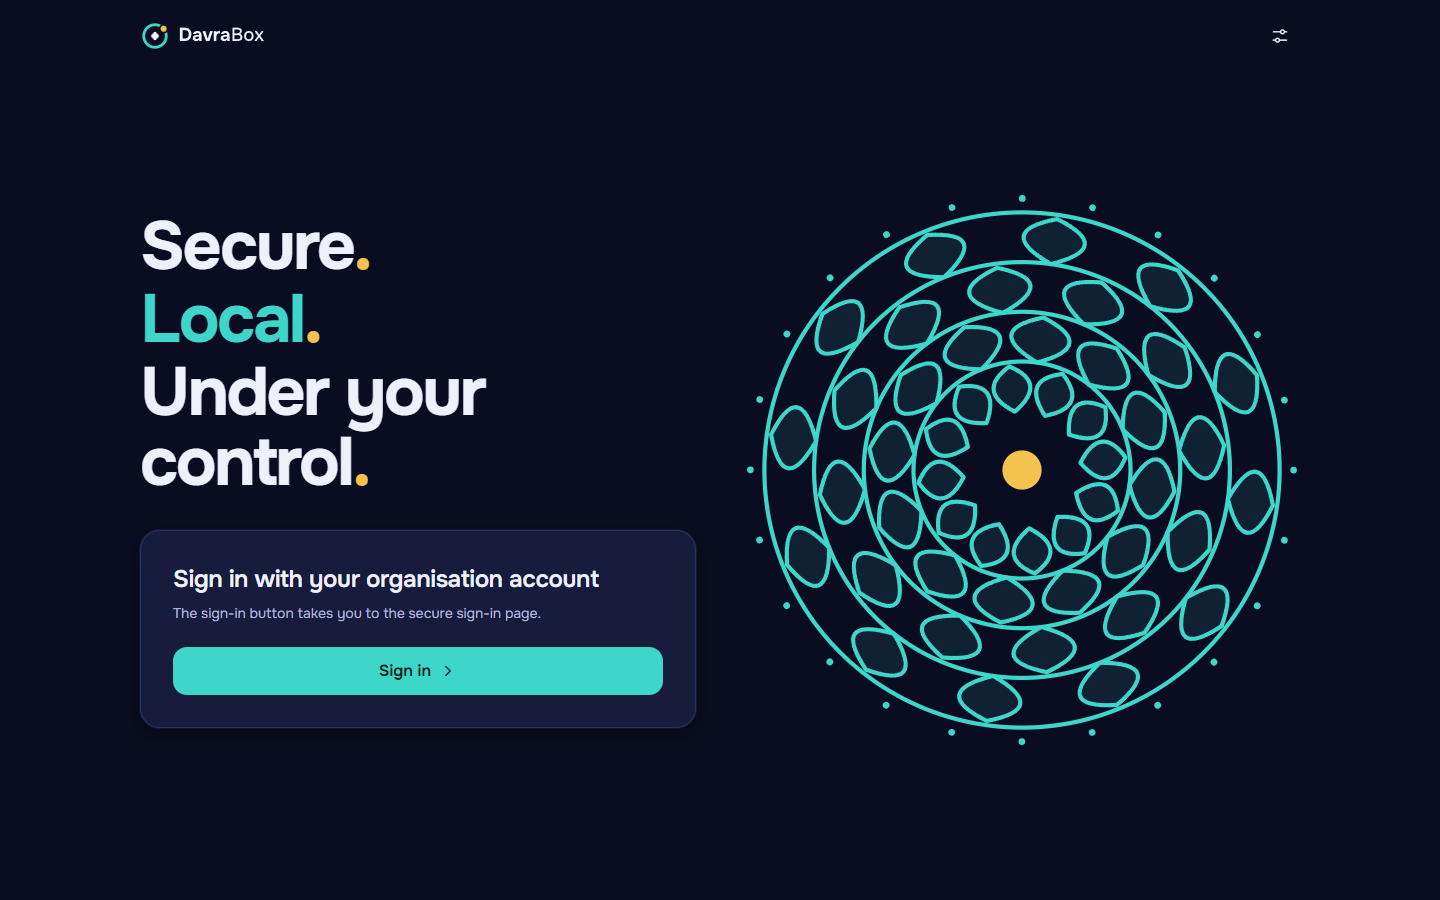 DavraBox
Secure.
Local.
Under your
control.
Sign in with your organisation account
The sign-in button takes you to the secure sign-in page.
Sign in